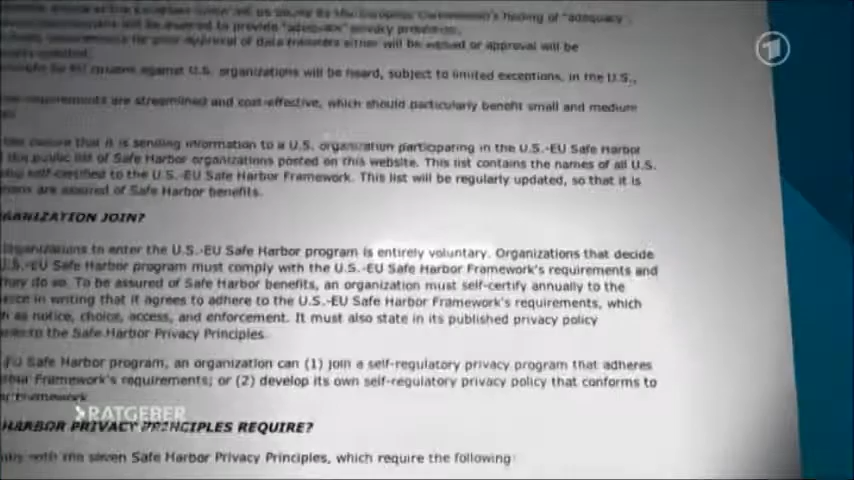 "adequacy".
to provide "adequate" privacy
for prior approval of data transfers either will be waived or approval will be
citizens against U.S. organizations will be heard, subject to limited exceptions, in the U.S.,
requirements are streamlined and cost-effective, which should particularly benefit small and medium
1
ensure that it is sending information to a U.S. organization participating in the U.S.-EU Safe Harbor
the public list of Safe Harbor organizations posted on this website. This list contains the names of all U.S.
self-certified to the U.S.-EU Safe Harbor Framework. This list will be regularly updated, so that it is
are assured of Safe Harbor benefits.
GANIZATION JOIN?
organizations to enter the U.S.-EU Safe Harbor program is entirely voluntary. Organizations that decide
U.S.-EU Safe Harbor program must comply with the U.S.-EU Safe Harbor Framework's requirements and
they do so. To be assured of Safe Harbor benefits, an organization must self-certify annually to the
in writing that it agrees to adhere to the U.S.-EU Safe Harbor Framework's requirements, which
as notice, choice, access, and enforcement. It must also state in its published privacy policy
to the Safe Harbor Privacy Principles.
EU Safe Harbor program, an organization can (1) join a self-regulatory privacy program that adheres
Framework's requirements; or (2) develop its own self-regulatory privacy policy that conforms to
Framework
RATGEBER
HARBOR PRIVACY PRINCIPLES REQUIRE?
with the seven Safe Harbor Privacy Principles, which require the following: